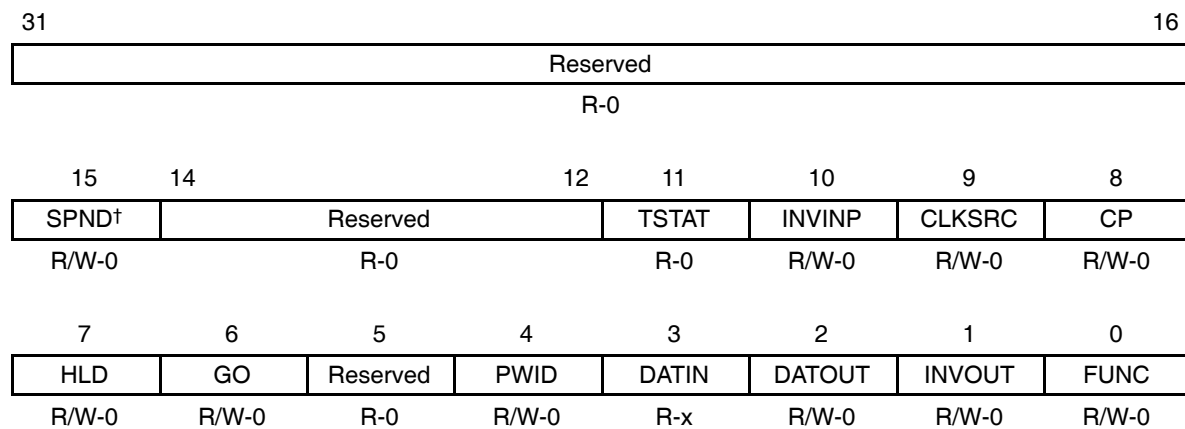 31 16
Reserved
R-0
15 14 12 11 10 9 8
SPND† Reserved TSTAT INVINP CLKSRC CP
R/W-0 R-0 R-0 R/W-0 R/W-0 R/W-0
7 6 5 4 3 2 1 0
HLD GO Reserved PWID DATIN DATOUT INVOUT FUNC
R/W-0 R/W-0 R-0 R/W-0 R-x R/W-0 R/W-0 R/W-0